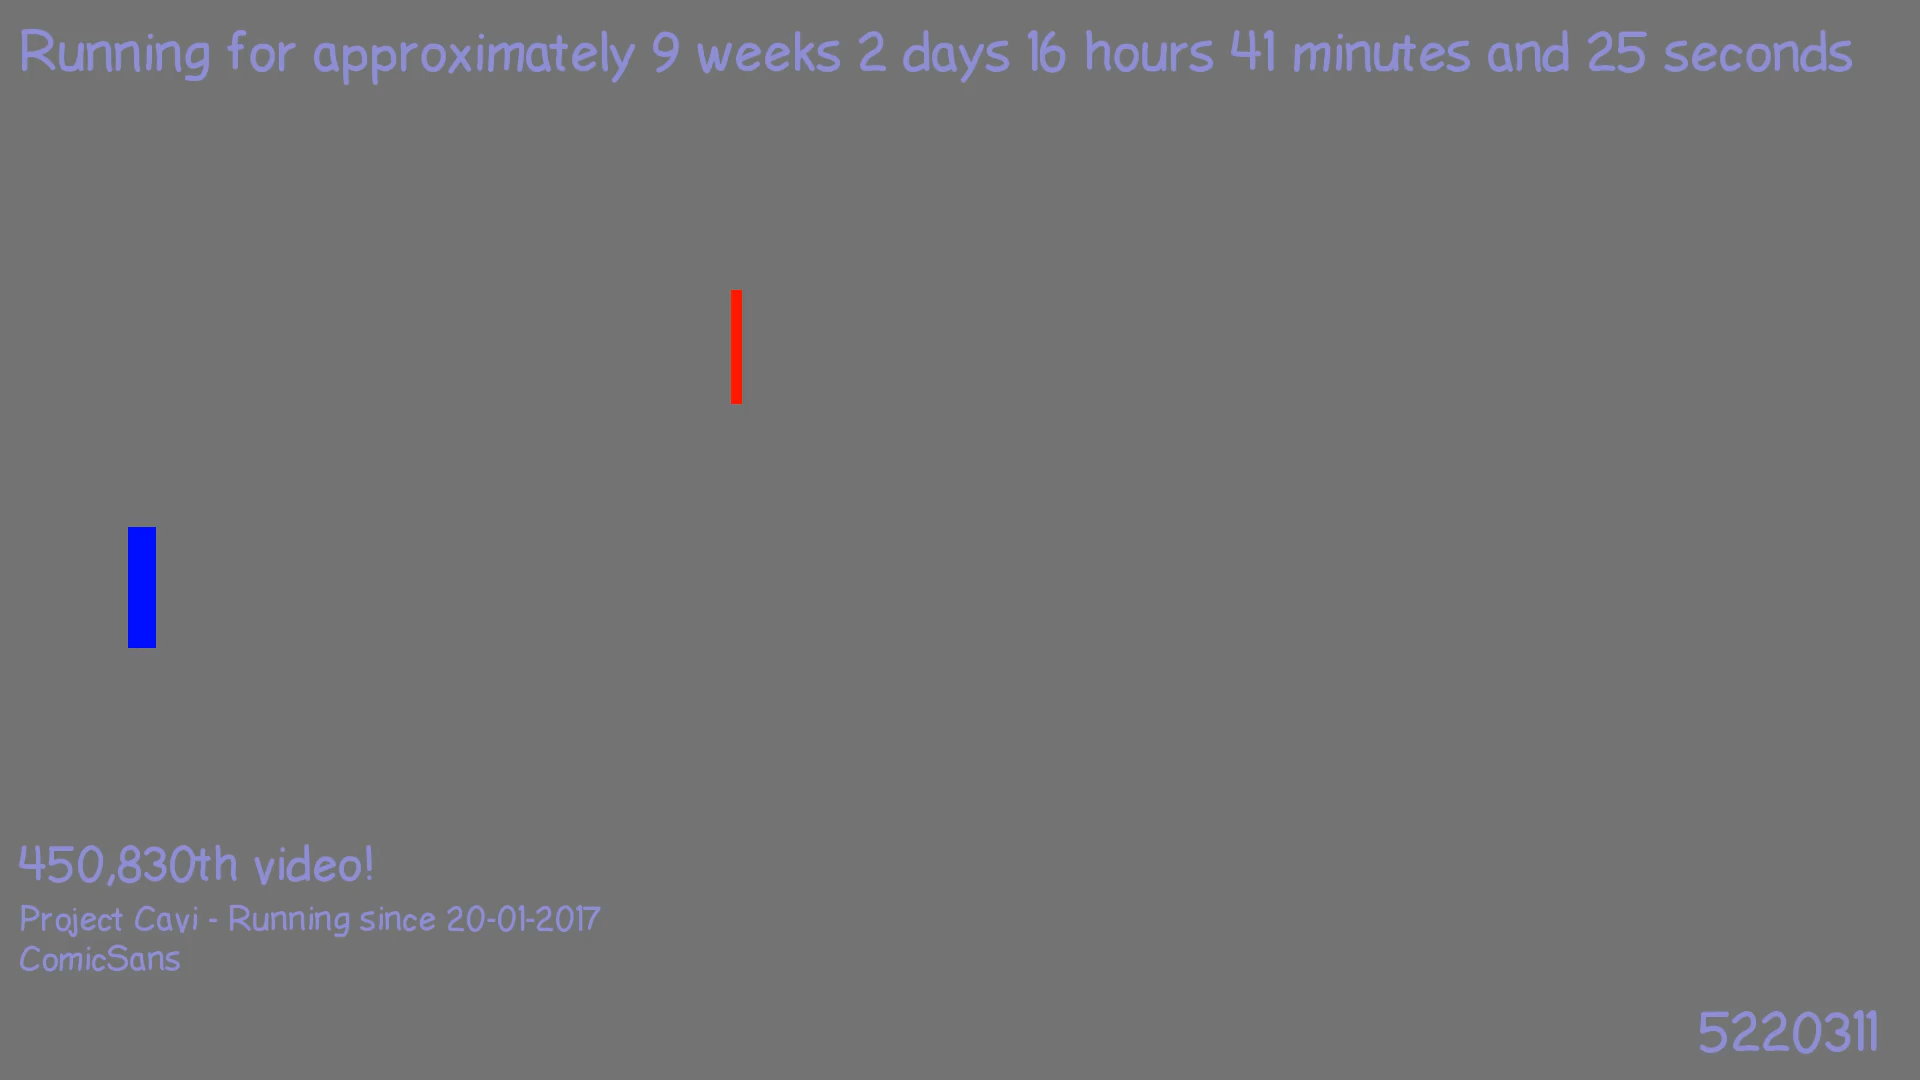 Running for approximately 9 weeks 2 days 16 hours 41 minutes and 25 seconds
450,830th video!
Project Cavi - Running since 20-01-2017
ComicSans
5220311